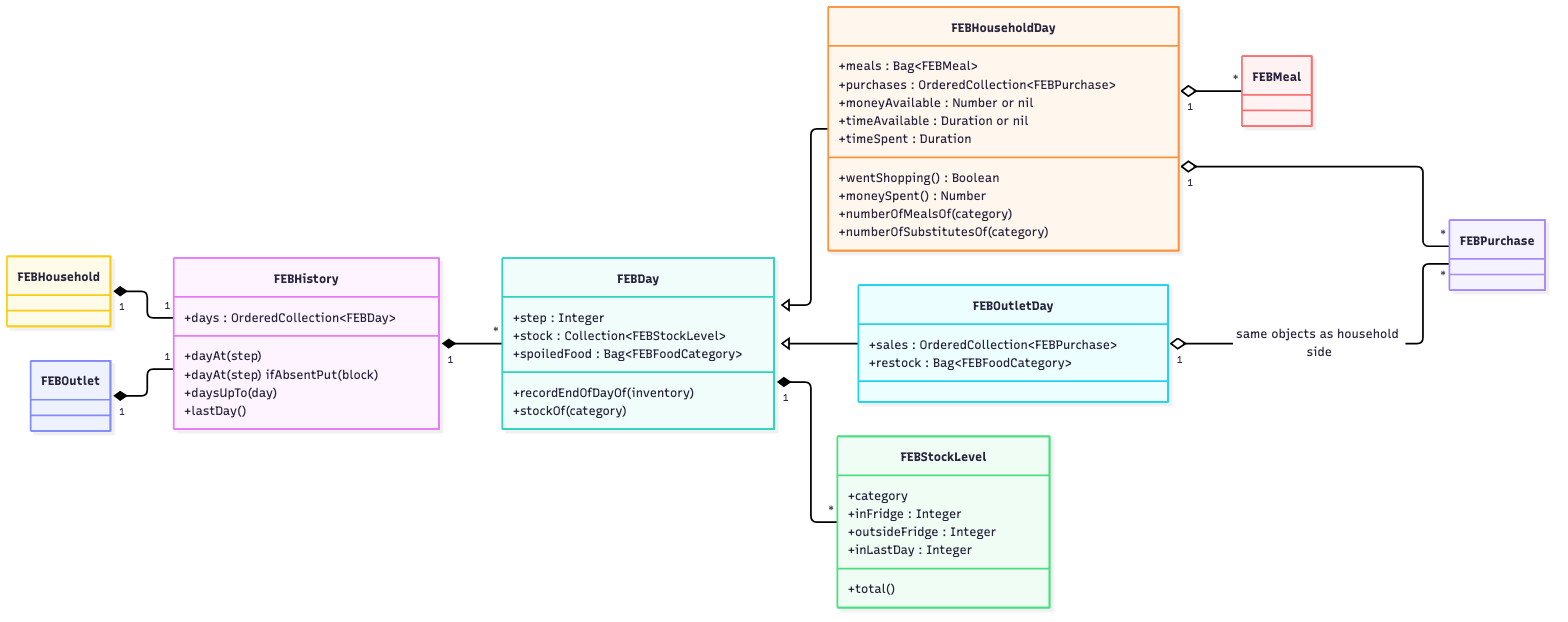 FEBHouseholdDay
+meals : Bag<FEBMeal>
+purchases : OrderedCollection<FEBPurchase>
+moneyAvailable : Number or nil
+timeAvailable : Duration or nil
+timeSpent : Duration
+wentShopping() : Boolean
+moneySpent() : Number
+numberOfMealsOf(category)
+numberOfSubstitutesOf(category)
*
1
FEBMeal
1
*
FEBPurchase
*
FEBHousehold
1
1
FEBHistory
+days : OrderedCollection<FEBDay>
+dayAt(step)
+dayAt(step) ifAbsentPut(block)
+daysUpTo(day)
+lastDay()
1
FEBOutlet
1
*
1
FEBDay
+step : Integer
+stock : Collection<FEBStockLevel>
+spoiledFood : Bag<FEBFoodCategory>
+recordEndOfDayOf(inventory)
+stockOf(category)
1
FEBOutletDay
+sales : OrderedCollection<FEBPurchase>
+restock : Bag<FEBFoodCategory>
1
same objects as household
side
*
FEBStockLevel
+category
+inFridge : Integer
+outsideFridge : Integer
+inLastDay : Integer
+total()